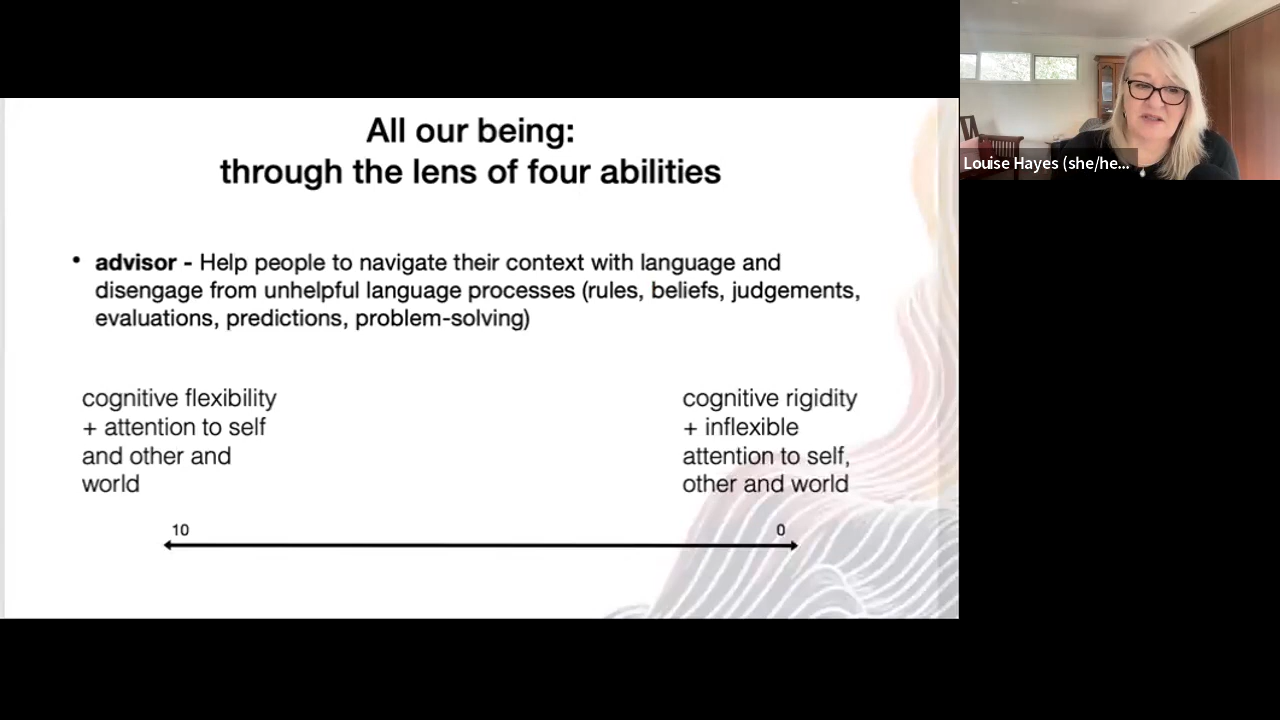 All our being:
through the lens of four abilities
• advisor - Help people to navigate their context with language and
disengage from unhelpful language processes (rules, beliefs, judgements,
evaluations, predictions, problem-solving)
cognitive flexibility
+ attention to self
and other and
world
cognitive rigidity
+ inflexible
attention to self,
other and world
10
0
Louise Hayes (she/he...